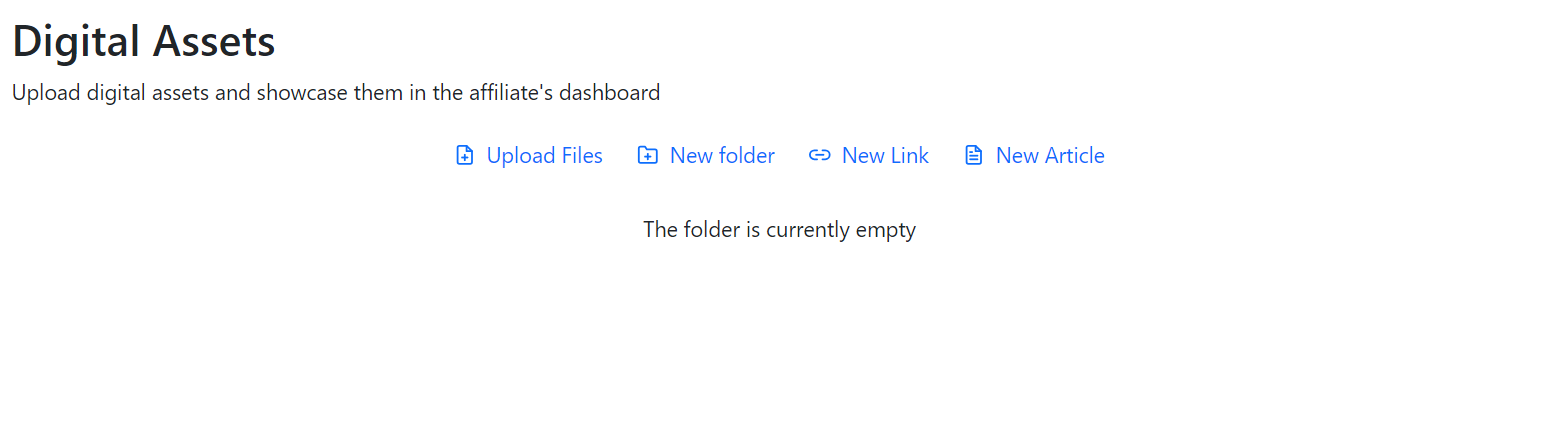 Digital Assets
Upload digital assets and showcase them in the affiliate's dashboard
Upload Files New folder New Link New Article
The folder is currently empty